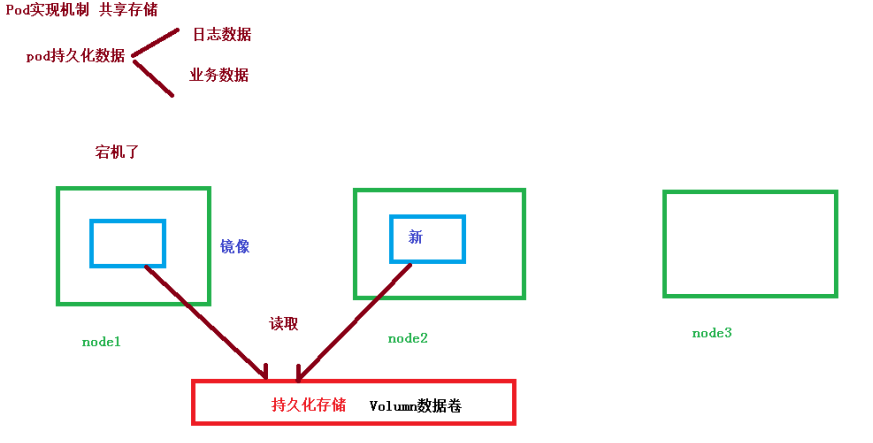 Pod实现机制 共享存储
日志数据
pod持久化数据
业务数据
宕机了
新
镜像
读取
node1
node2
node3
持久化存储 Volumn数据卷